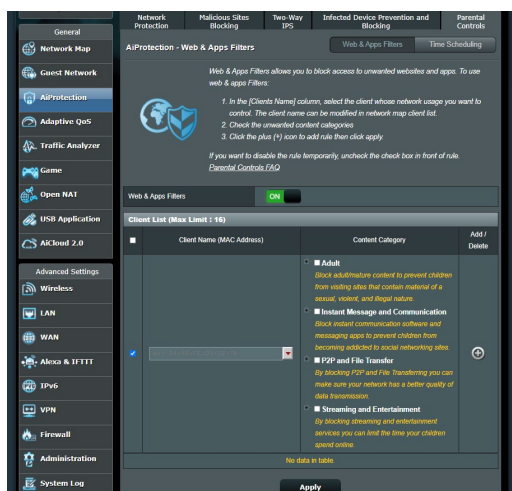 Network Protection
Malicious Sites Blocking
Two-Way IPS
Infected Device Prevention and Blocking
Parental Controls
General
Network Map
Guest Network
AiProtection
Adaptive QoS
Traffic Analyzer
Game
Open NAT
USB Application
AiCloud 2.0
Advanced Settings
Wireless
LAN
WAN
Alexa & IFTTT
IPv6
VPN
Firewall
Administration
System Log
AiProtection - Web & Apps Filters
Web & Apps Filters
Time Scheduling
Web & Apps Filters allows you to block access to unwanted websites and apps. To use
web & apps Filters:
1. In the [Clients Name] column, select the client whose network usage you want to
control. The client name can be modified in network map client list.
2. Check the unwanted content categories
3. Click the plus (+) icon to add rule then click apply.
If you want to disable the rule temporarily, uncheck the check box in front of rule.
Parental Controls FAQ
Web & Apps Filters
ON
Client List (Max Limit : 16)
Client Name (MAC Address)
Content Category
Add / Delete
Adult
Block adult/mature content to prevent children
from visiting sites that contain material of a
sexual, violent, and illegal nature.
Instant Message and Communication
Block instant communication software and
messaging apps to prevent children from
becoming addicted to social networking sites.
P2P and File Transfer
By blocking P2P and File Transferring you can
make sure your network has a better quality of
data transmission.
Streaming and Entertainment
By blocking streaming and entertainment
services you can limit the time your children
spend online.
No data in table.
Apply